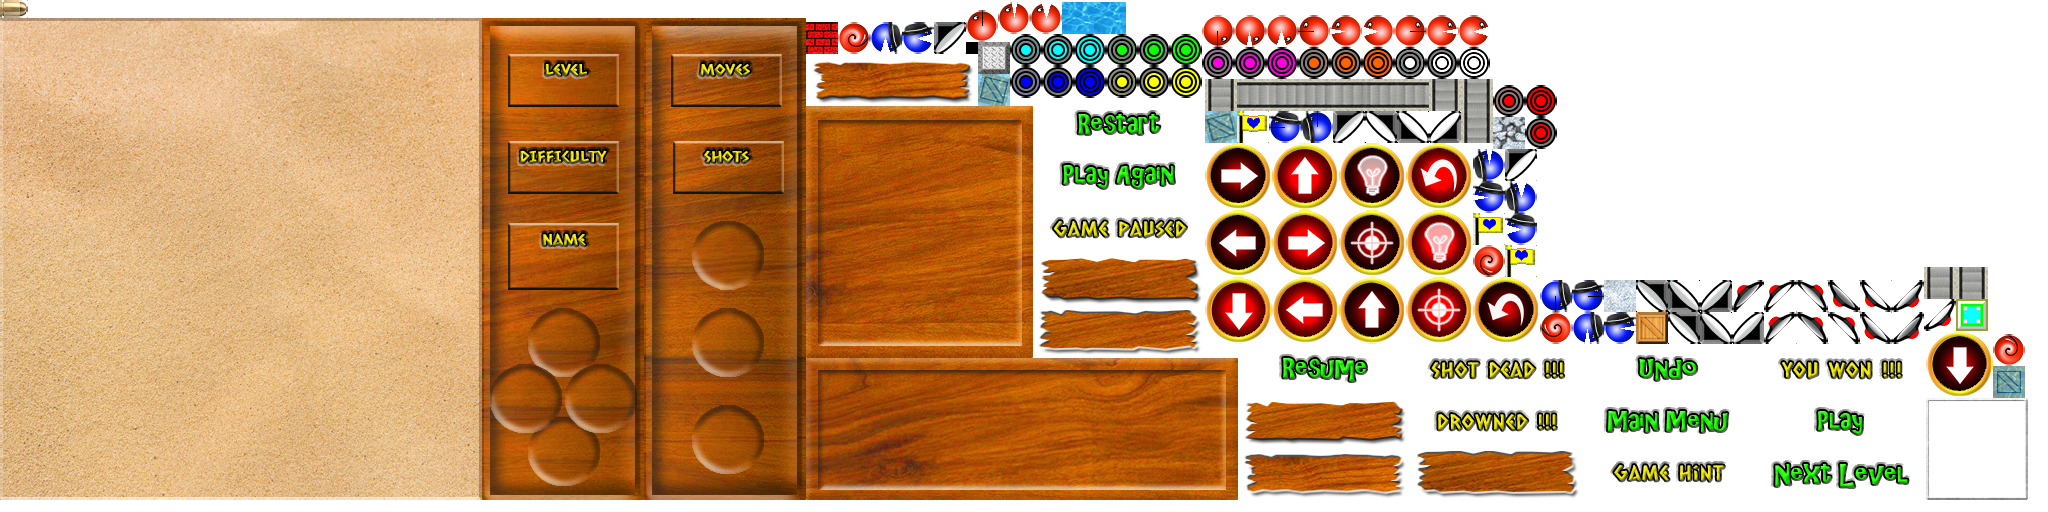 LEVEL
MOVES
DIFFICULTY
SHOTS
NAME
Restart
Play Again
GAME PAUSED
Resume
SHOT DEAD !!!
Undo
YOU WON !!!
DROWNED !!!
Main Menu
Play
GAME HINT
Next Level